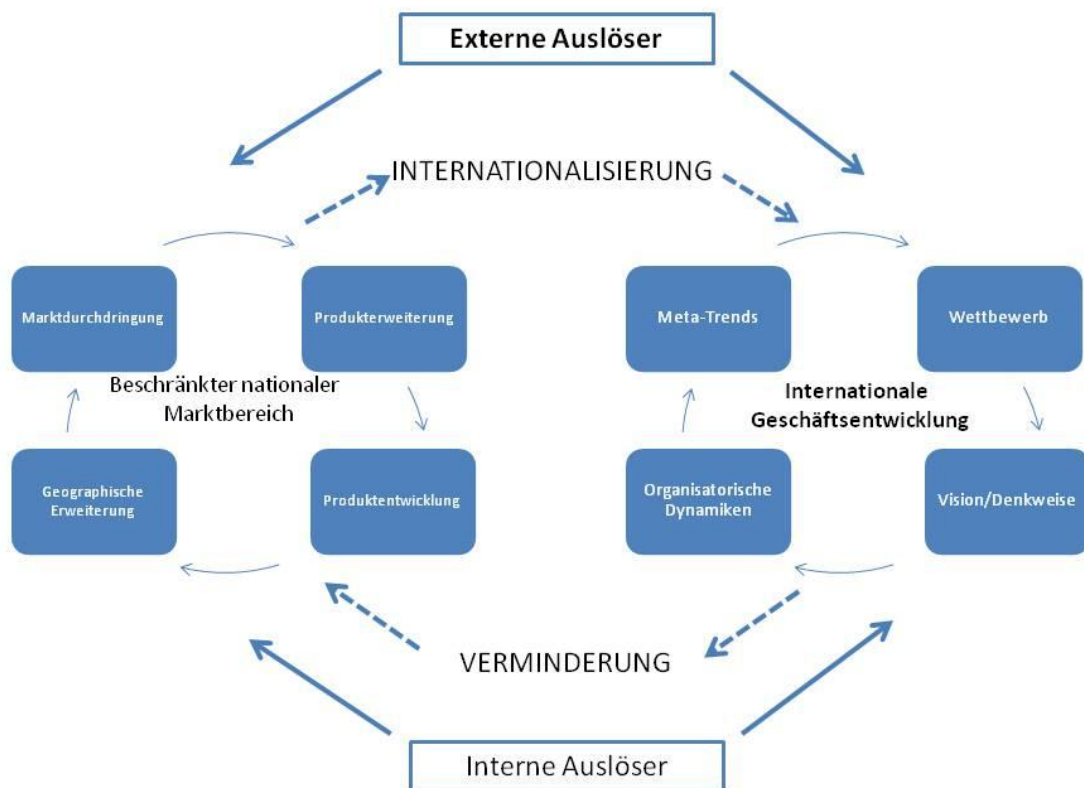 Externe Auslöser
INTERNATIONALISIERUNG
Marktdurchdringung
Produkterweiterung
Meta-Trends
Wettbewerb
Beschränkter nationaler
Marktbereich
Internationale
Geschäftsentwicklung
Geographische
Erweiterung
Produktentwicklung
Organisatorische
Dynamiken
Vision/Denkweise
VERMINDERUNG
Interne Auslöser